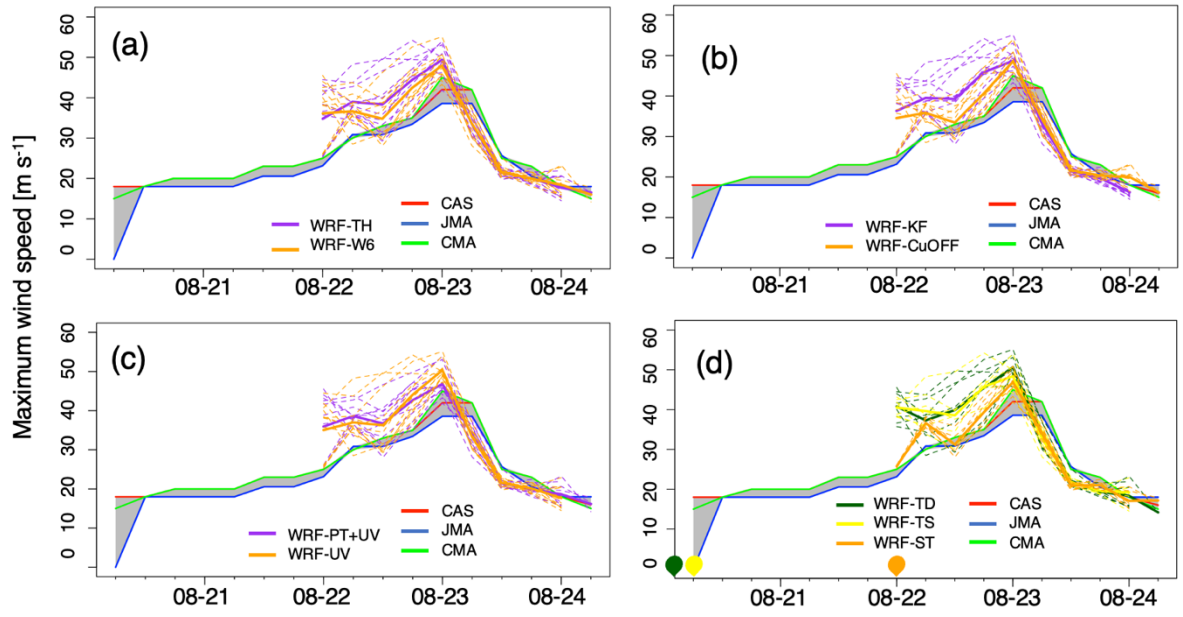 Maximum wind speed [m s⁻¹]
(a)
60
50
40
30
20
10
0
WRF-TH
WRF-W6
CAS
JMA
CMA
08-21 08-22 08-23 08-24
(b)
60
50
40
30
20
10
0
WRF-KF
WRF-CuOFF
CAS
JMA
CMA
08-21 08-22 08-23 08-24
(c)
60
50
40
30
20
10
0
WRF-PT+UV
WRF-UV
CAS
JMA
CMA
08-21 08-22 08-23 08-24
(d)
60
50
40
30
20
10
0
WRF-TD
WRF-TS
WRF-ST
CAS
JMA
CMA
08-21 08-22 08-23 08-24